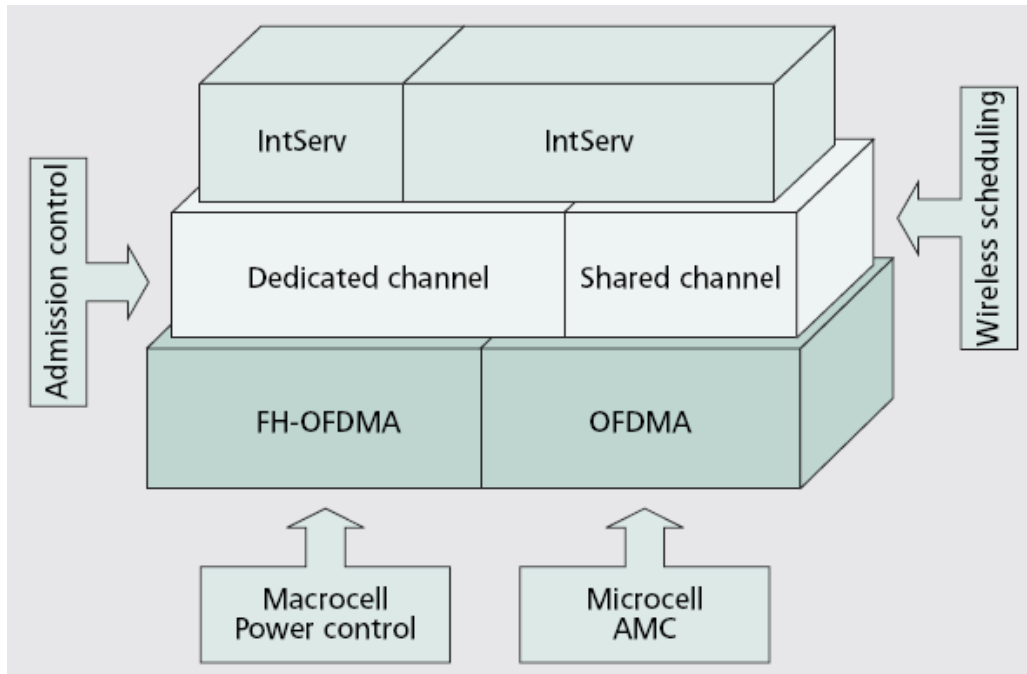 IntServ
IntServ
Admission control
Wireless scheduling
Dedicated channel
Shared channel
FH-OFDMA
OFDMA
Macrocell
Power control
Microcell
AMC